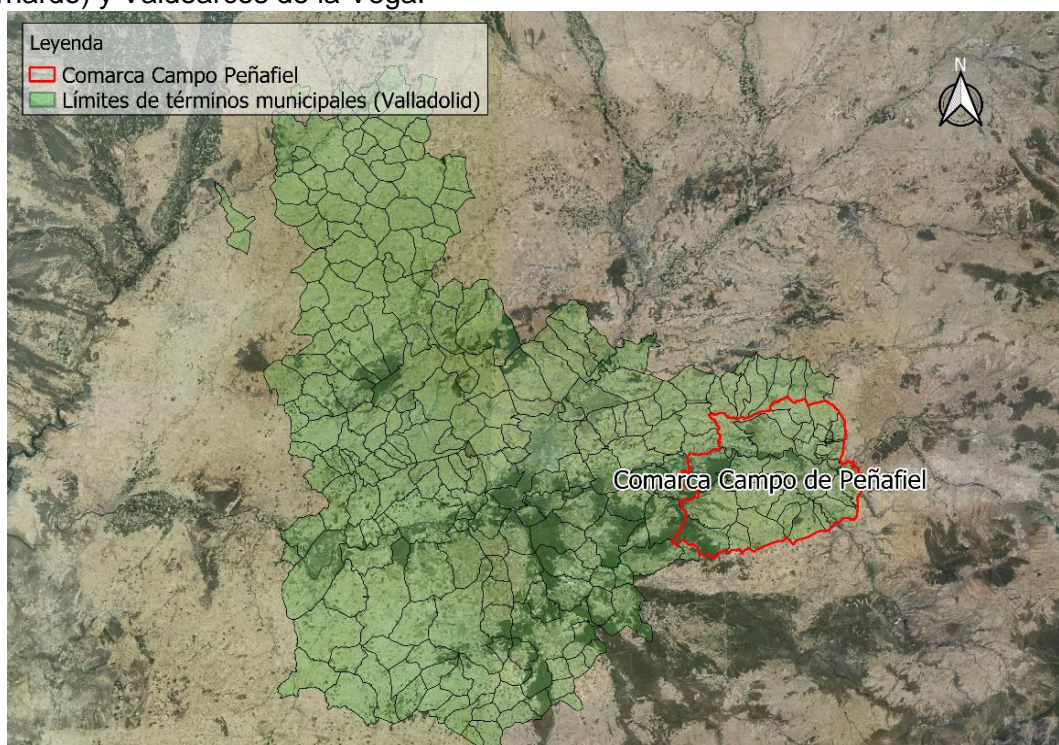 y Valdearcos de la Vega.
Leyenda
Comarca Campo Peñafiel
Límites de términos municipales (Valladolid)
N
Comarca Campo de Peñafiel